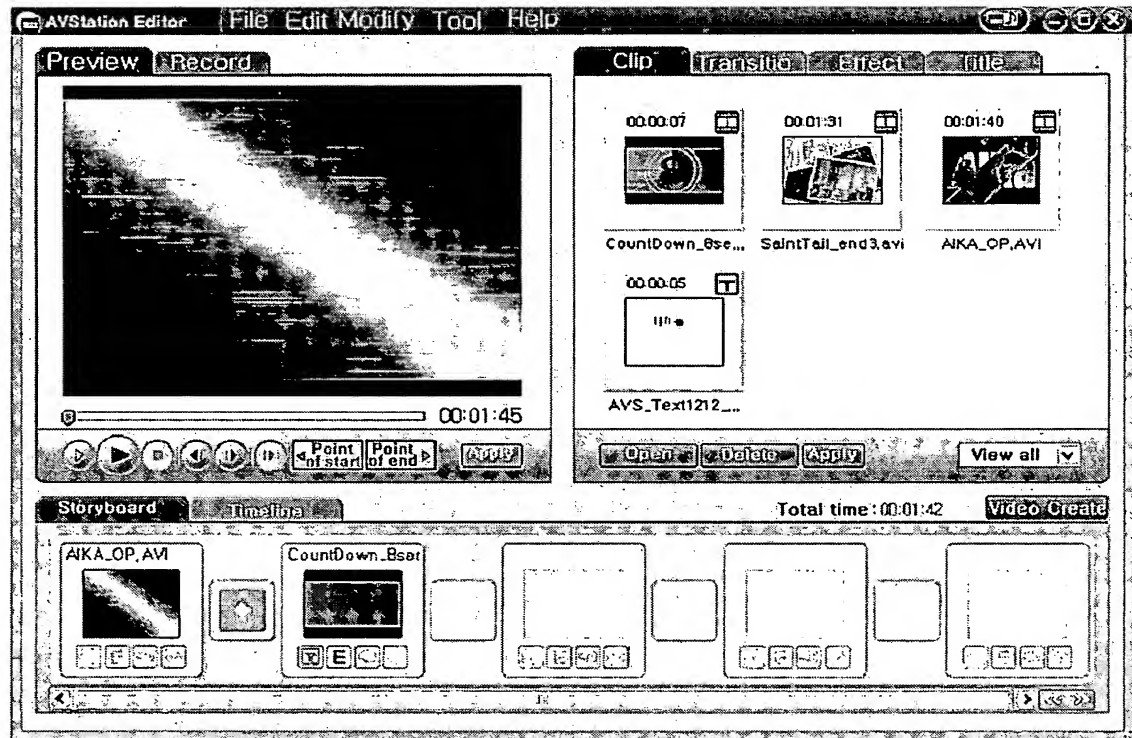 AVStation Editor File Edit Modify Tool Help
Preview Record
Clip Transitio Effect Title
00:00:07
00:01:31
00:01:40
CountDown_8se...
SaintTail_end3.avi
AIKA_OP.AVI
00:00:05
AVS_Text1212_...
00:01:45
Point of start
Point of end
Apply
Open Delete Apply View all
Storyboard Timeline Total time : 00:01:42 Video Create
AIKA_OP.AVI
CountDown_8se
E